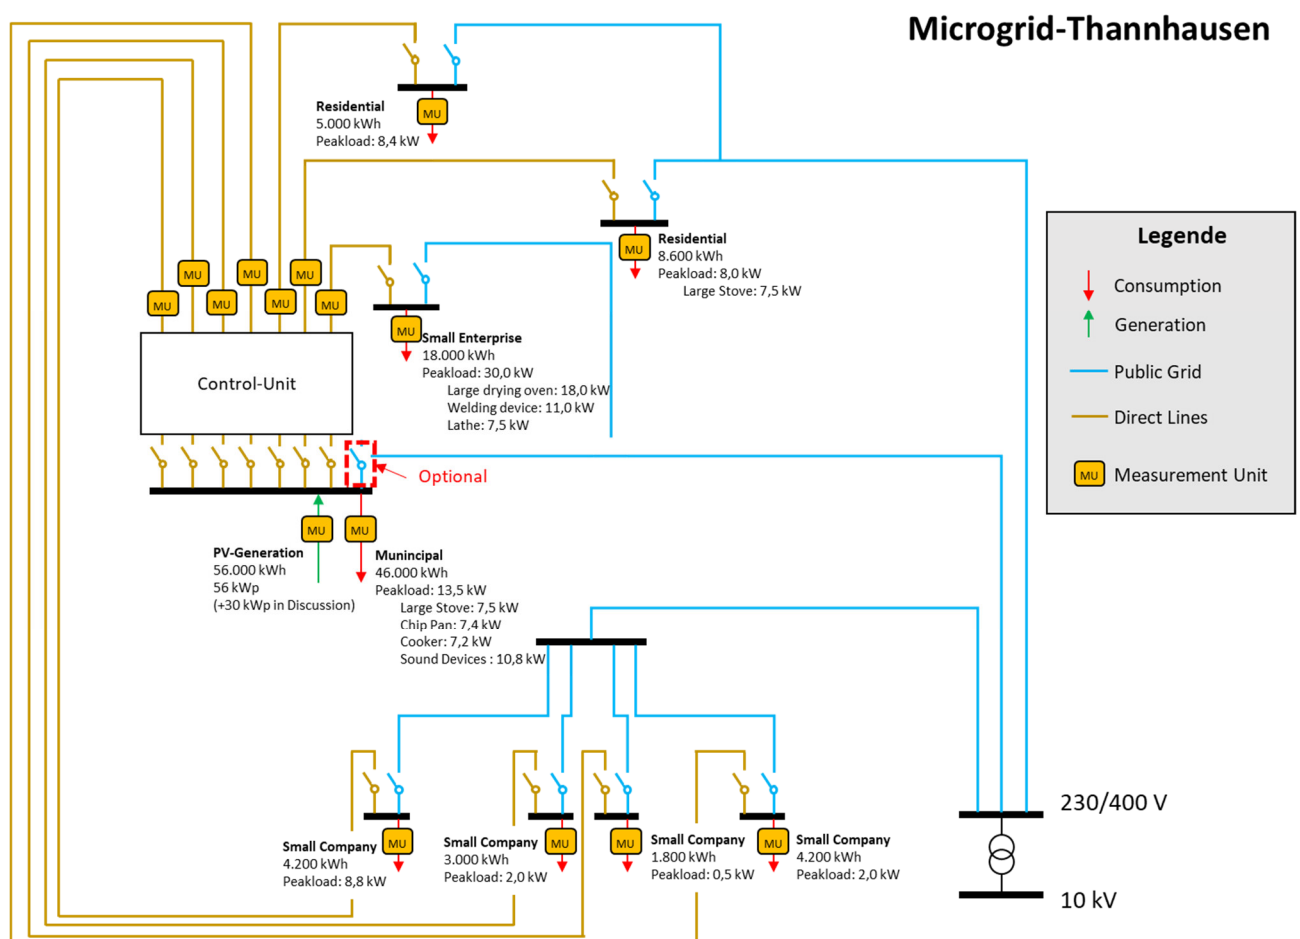 Microgrid-Thannhausen
Residential
5.000 kWh
Peakload: 8,4 kW
MU
Residential
8.600 kWh
Peakload: 8,0 kW
Large Stove: 7,5 kW
MU
Legende
Consumption
Generation
Public Grid
Direct Lines
MU
Measurement Unit
MU
MU
MU
MU
MU
MU
MU
MU
Small Enterprise
18.000 kWh
Peakload: 30,0 kW
Large drying oven: 18,0 kW
Welding device: 11,0 kW
Lathe: 7,5 kW
Control-Unit
Optional
MU
MU
PV-Generation
56.000 kWh
56 kWp
(+30 kWp in Discussion)
Munincipal
46.000 kWh
Peakload: 13,5 kW
Large Stove: 7,5 kW
Chip Pan: 7,4 kW
Cooker: 7,2 kW
Sound Devices : 10,8 kW
MU
MU
MU
MU
Small Company
4.200 kWh
Peakload: 8,8 kW
Small Company
3.000 kWh
Peakload: 2,0 kW
Small Company
1.800 kWh
Peakload: 0,5 kW
Small Company
4.200 kWh
Peakload: 2,0 kW
230/400 V
10 kV